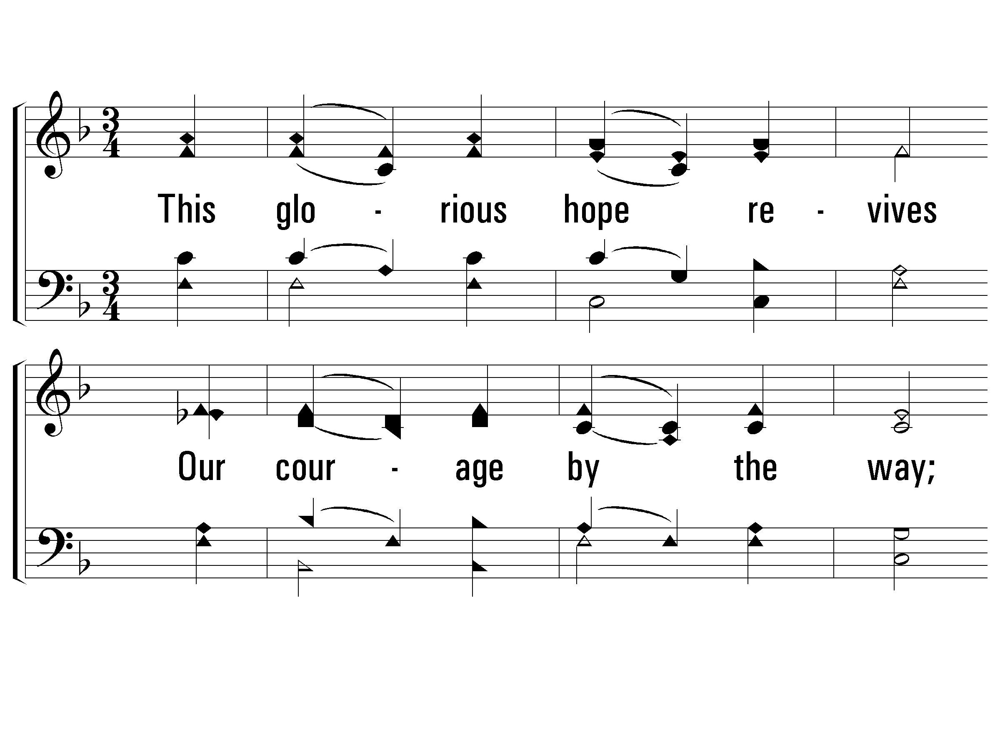 This glo - rious hope re - vives
Our cour - age by the way;